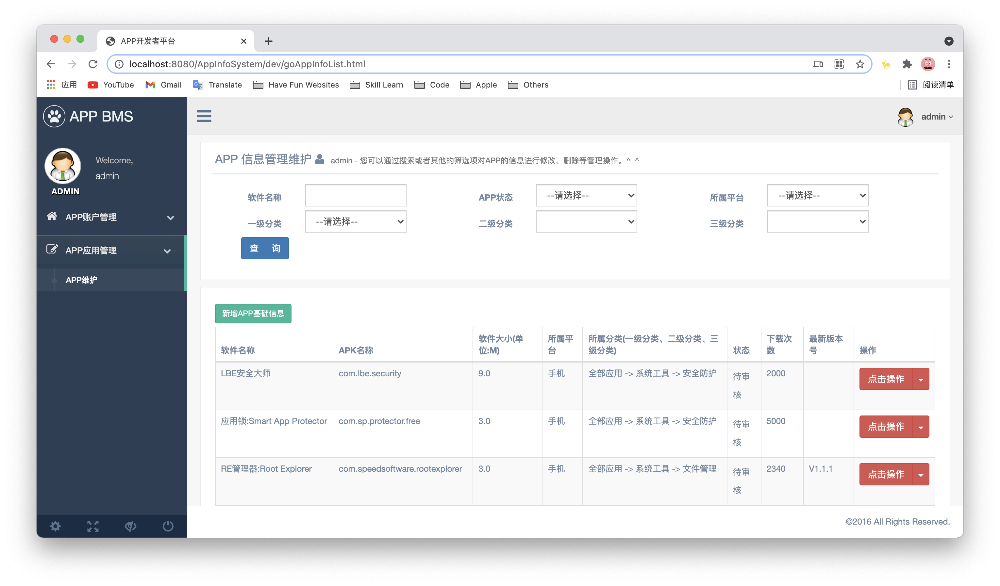 APP开发者平台
localhost:8080/AppInfoSystem/dev/goAppInfoList.html
应用 YouTube Gmail Translate Have Fun Websites Skill Learn Code Apple Others 阅读清单
APP BMS
admin
Welcome,
admin
ADMIN
APP账户管理
APP应用管理
APP维护
APP 信息管理维护 admin - 您可以通过搜索或者其他的筛选项对APP的信息进行修改、删除等管理操作。^_^
软件名称 APP状态 --请选择-- 所属平台 --请选择--
一级分类 --请选择-- 二级分类 三级分类
查 询
新增APP基础信息
软件名称 APK名称 软件大小(单位:M) 所属平台 所属分类(一级分类、二级分类、三级分类) 状态 下载次数 最新版本号 操作
LBE安全大师 com.lbe.security 9.0 手机 全部应用 -> 系统工具 -> 安全防护 待审核 2000 点击操作
应用锁:Smart App Protector com.sp.protector.free 3.0 手机 全部应用 -> 系统工具 -> 安全防护 待审核 5000 点击操作
RE管理器:Root Explorer com.speedsoftware.rootexplorer 3.0 手机 全部应用 -> 系统工具 -> 文件管理 待审核 2340 V1.1.1 点击操作
©2016 All Rights Reserved.